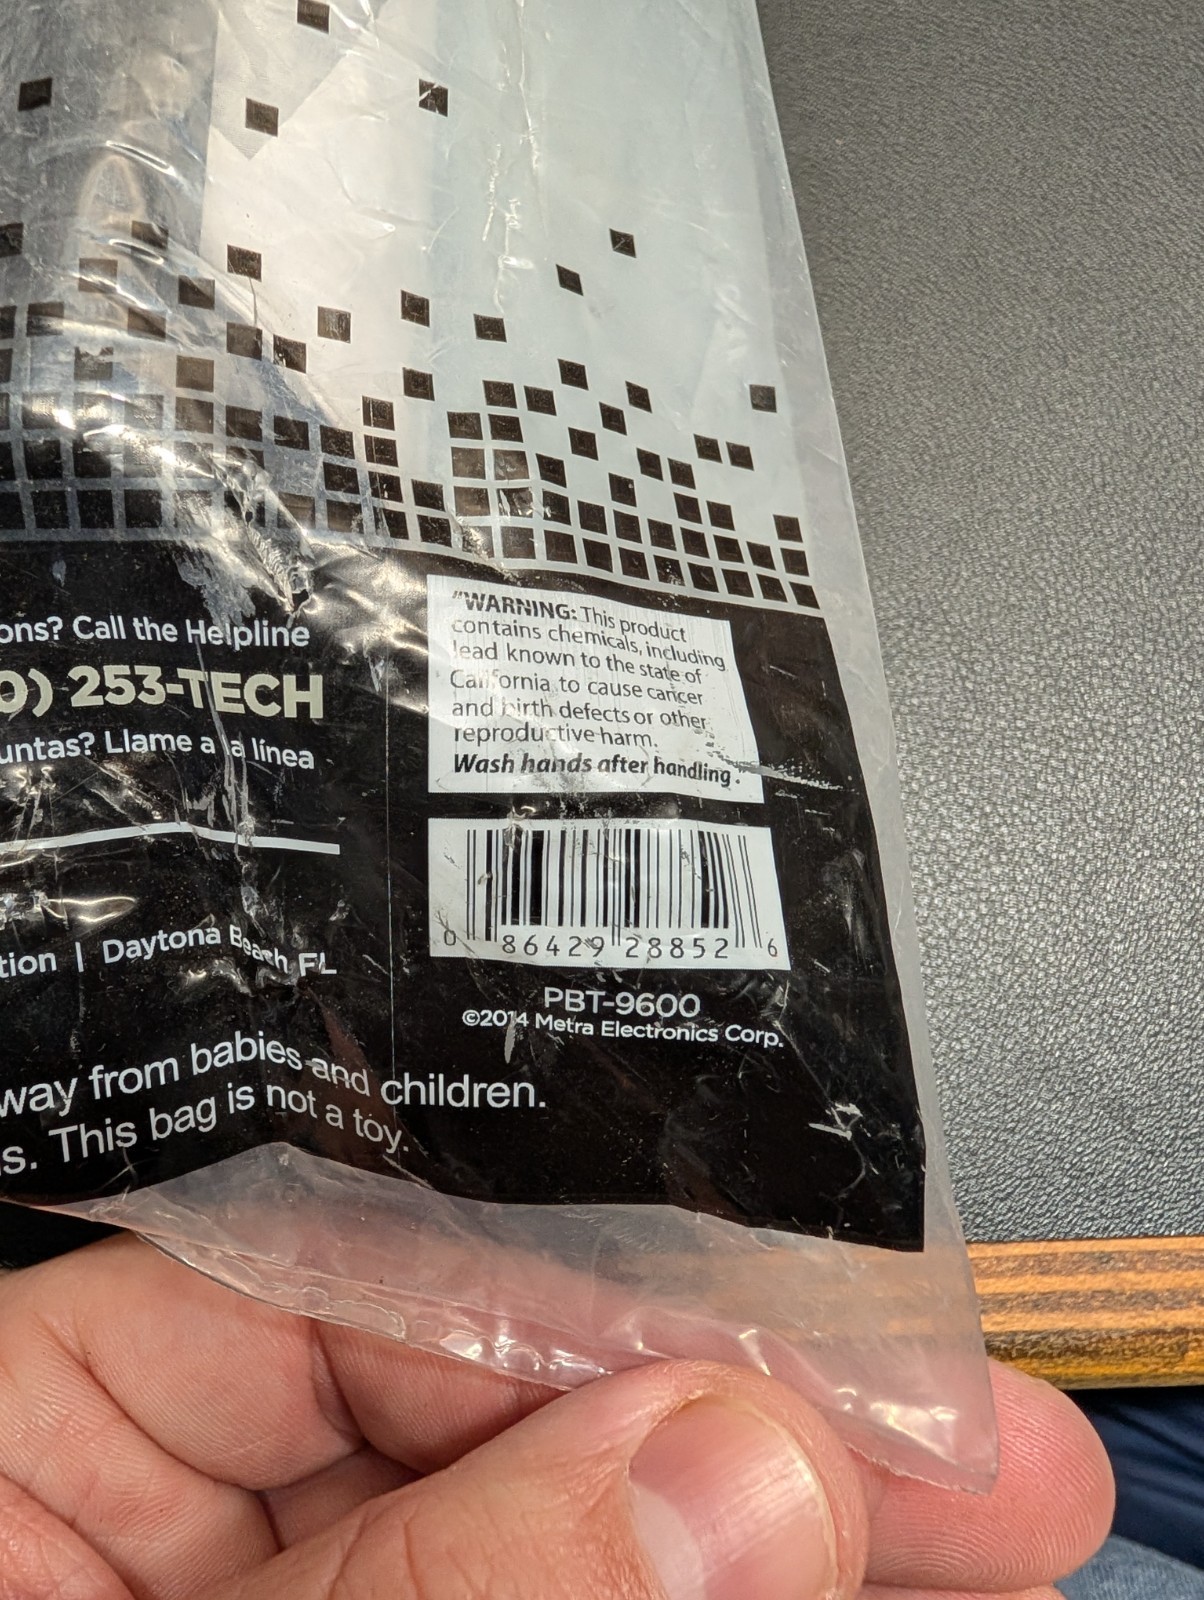 ons? Call the Helpline
0) 253-TECH
untas? Llame a la línea
tion | Daytona Beach FL
"WARNING: This product
contains chemicals, including
lead known to the state of
California to cause cancer
and birth defects or other
reproductive harm.
Wash hands after handling.
0 86429 28852 6
PBT-9600
©2014 Metra Electronics Corp.
way from babies and children.
s. This bag is not a toy.